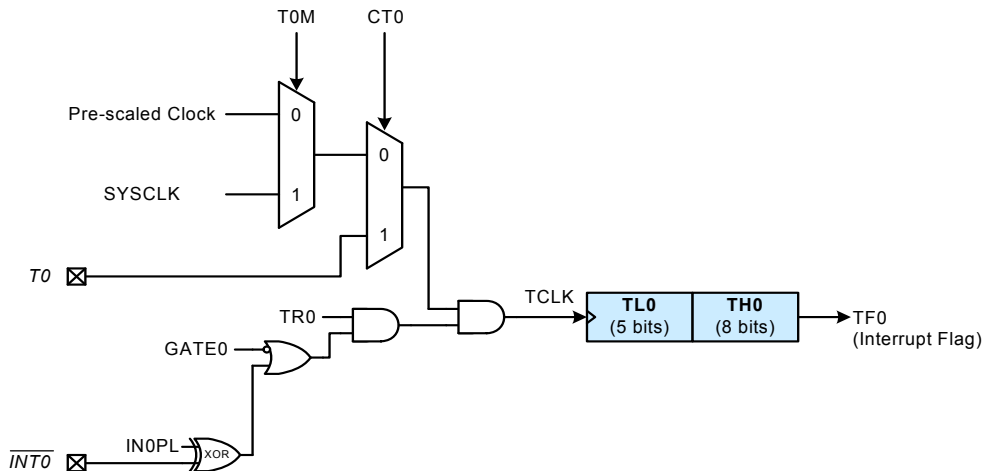 T0M CT0
Pre-scaled Clock 0
0
SYSCLK 1
1
T0
TCLK TL0 TH0
TR0 (5 bits) (8 bits) TF0
(Interrupt Flag)
GATE0
IN0PL XOR
INT0